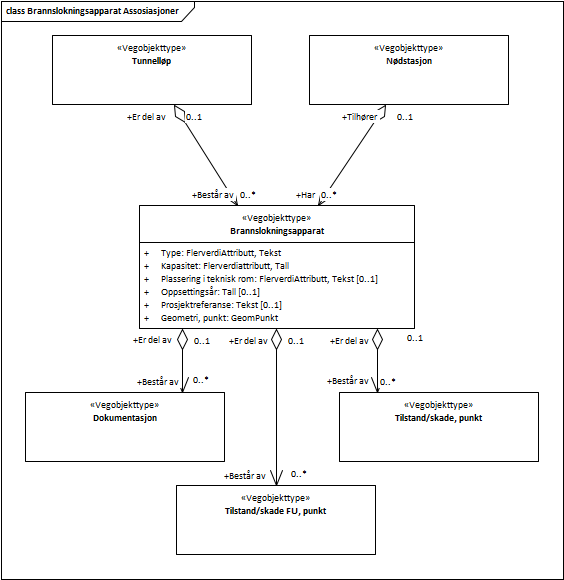 class Brannslokningsapparat Assosiasjoner
«Vegobjekttype»
Tunnelløp
«Vegobjekttype»
Nødstasjon
+Er del av 0..1
+Tilhører 0..1
+Består av 0..*
+Har 0..*
«Vegobjekttype»
Brannslokningsapparat
+ Type: FlerverdiAttributt, Tekst
+ Kapasitet: Flerverdiattributt, Tall
+ Plassering i teknisk rom: FlerverdiAttributt, Tekst [0..1]
+ Oppsettingsår: Tall [0..1]
+ Prosjektreferanse: Tekst [0..1]
+ Geometri, punkt: GeomPunkt
+Er del av 0..1
+Er del av 0..1
+Er del av 0..1
+Består av 0..*
+Består av 0..*
«Vegobjekttype»
Dokumentasjon
«Vegobjekttype»
Tilstand/skade, punkt
+Består av 0..*
«Vegobjekttype»
Tilstand/skade FU, punkt